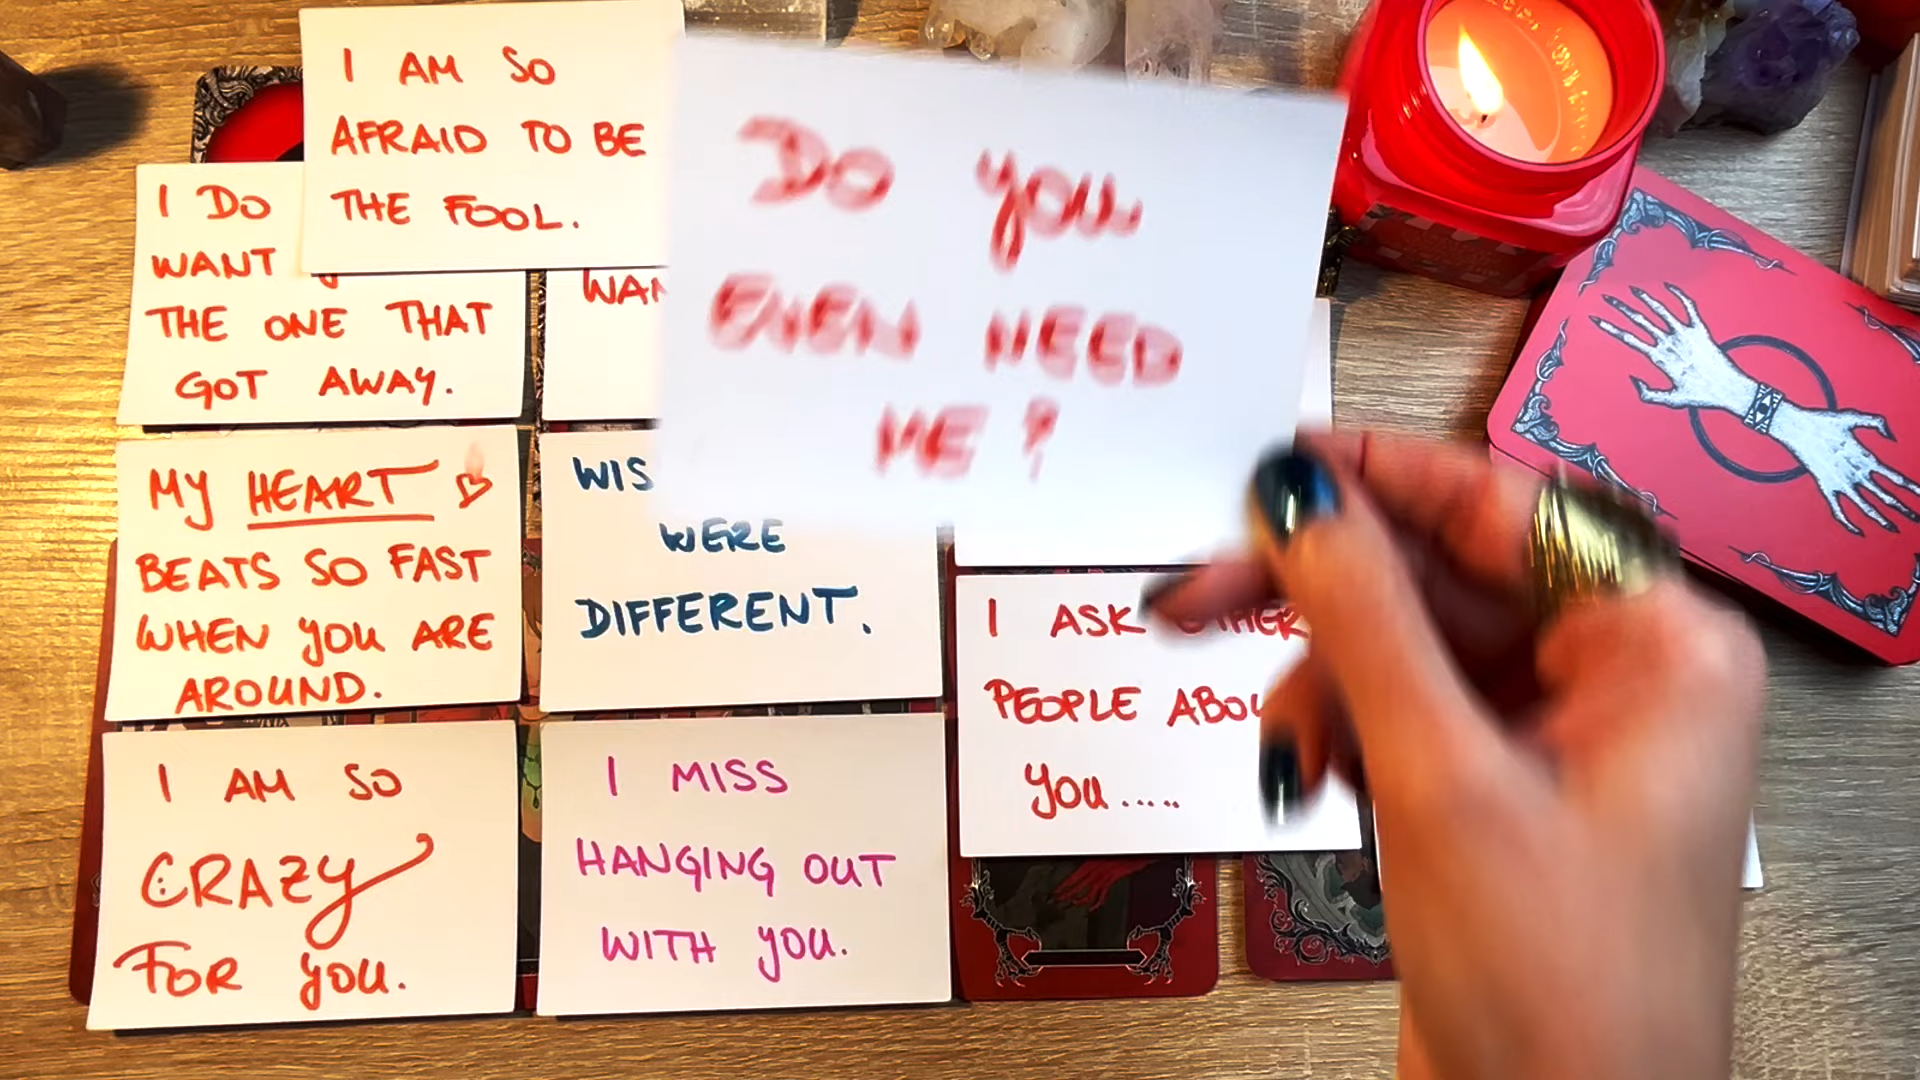 I AM SO
AFRAID TO BE
THE FOOL.
DO YOU
EVEN NEED
ME?
I DO
WANT
THE ONE THAT
GOT AWAY.
MY HEART
BEATS SO FAST
WHEN YOU ARE
AROUND.
WERE
DIFFERENT.
I ASK OTHER
PEOPLE
YOU.....
I AM SO
CRAZY
FOR YOU.
I MISS
HANGING OUT
WITH YOU.